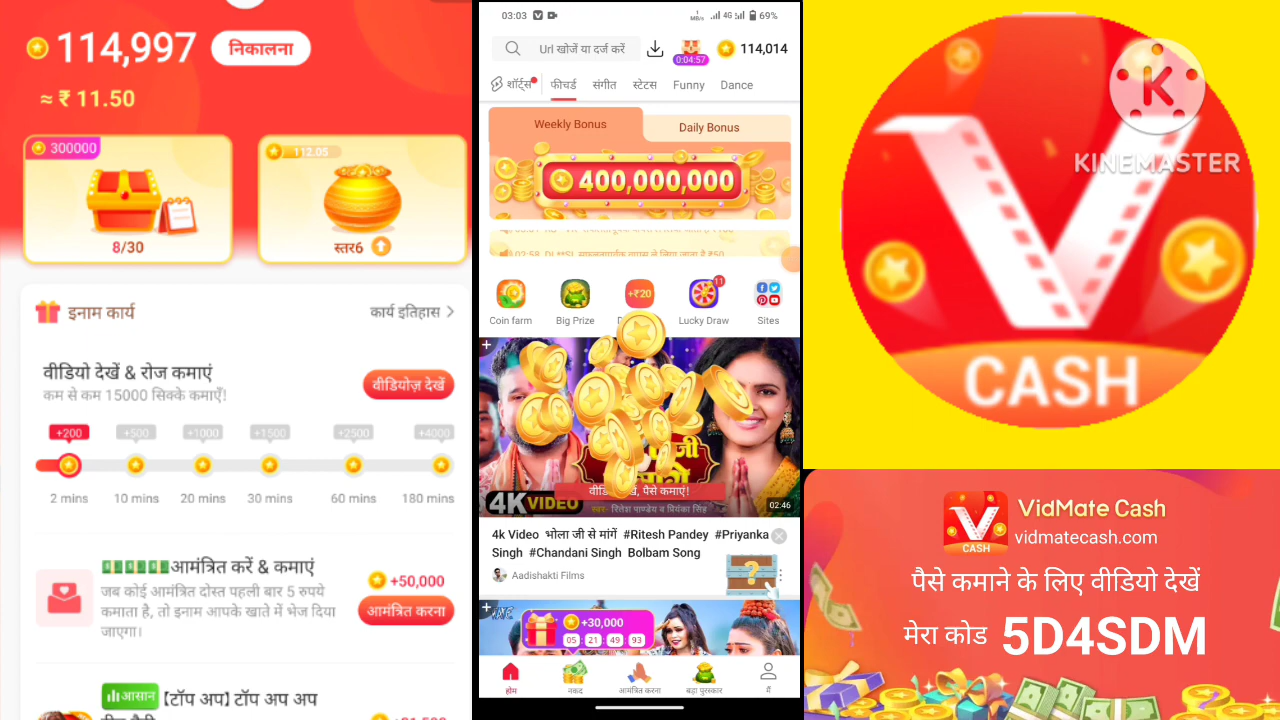 114,997 निकालना
≈ ₹ 11.50
300000
112.05
8/30
स्तर6
इनाम कार्य
कार्य इतिहास
वीडियो देखें & रोज कमाएं
कम से कम 15000 सिक्के कमाएँ!
वीडियोज़ देखें
+200 +500 +1000 +1500 +2500 +4000
2 mins 10 mins 20 mins 30 mins 60 mins 180 mins
आमंत्रित करें & कमाएं
जब कोई आमंत्रित दोस्त पहली बार 5 रुपये
कमाता है, तो इनाम आपके खाते में भेज दिया
जाएगा।
+50,000
आमंत्रित करना
आसान
【टॉप अप】टॉप अप अप
03:03
1 MB/s 4G 69%
Url खोजें या दर्ज करें
0:04:57
114,014
शॉर्ट्स फीचर्ड संगीत स्टेटस Funny Dance
Weekly Bonus
Daily Bonus
400,000,000
+₹20
11
Coin farm Big Prize Lucky Draw Sites
4K VIDEO
पैसे कमाएं!
स्वर- रितेश पाण्डेय व प्रियंका सिंह
02:46
4k Video भोला जी से मांगें #Ritesh Pandey #Priyanka
Singh #Chandani Singh Bolbam Song
Aadishakti Films
?
+30,000
05 : 21 : 49 : 93
होम नकद आमंत्रित करना बड़ा पुरस्कार मैं
K
KINEMASTER
V
CASH
CASH
VidMate Cash
vidmatecash.com
पैसे कमाने के लिए वीडियो देखें
मेरा कोड 5D4SDM